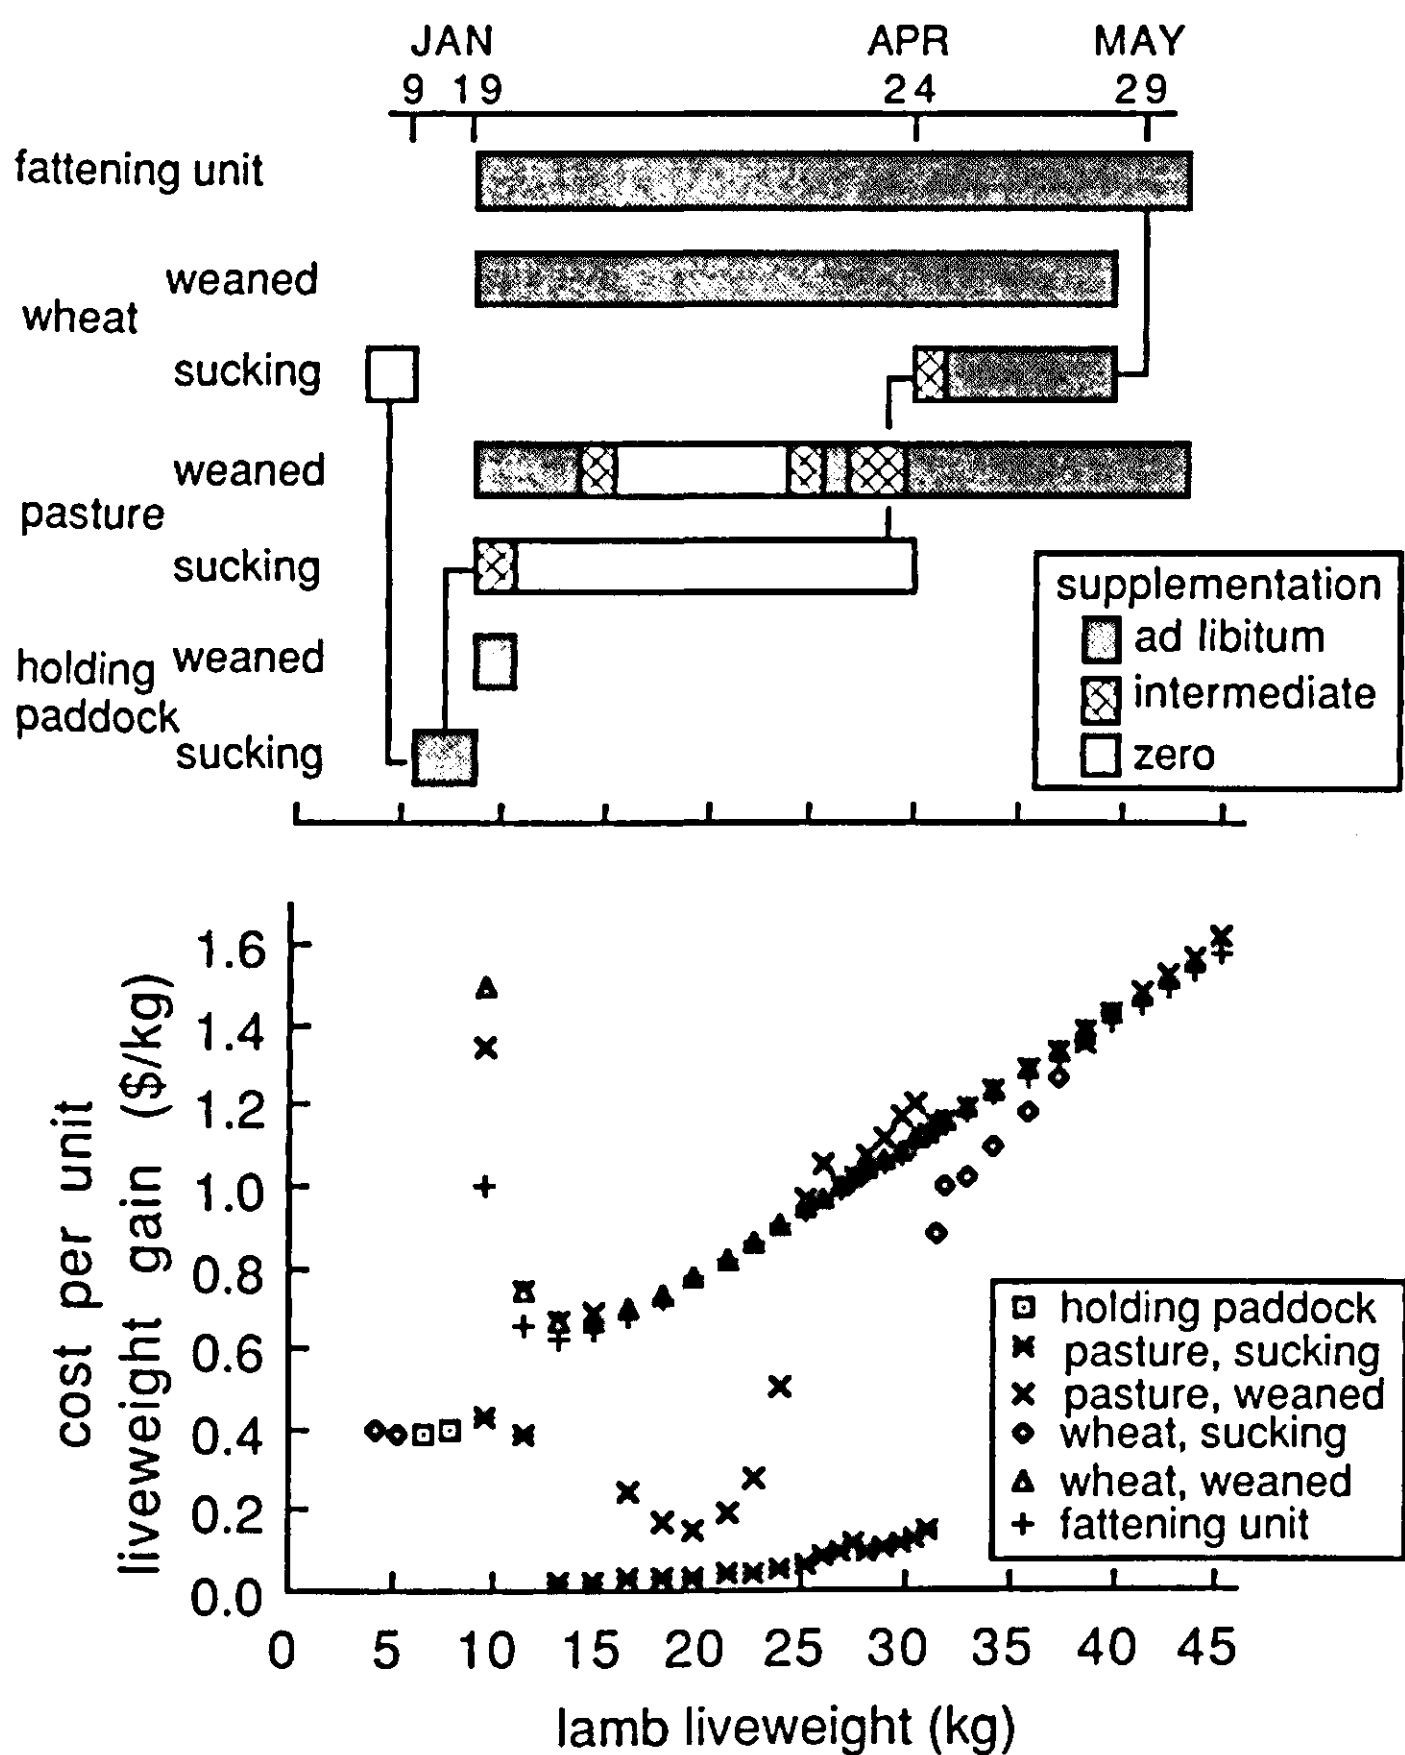 JAN APR MAY
9 19 24 29
fattening unit
weaned
wheat
sucking
weaned
pasture
sucking
supplementation
ad libitum
intermediate
zero
holding weaned
paddock
sucking
cost per unit
liveweight gain ($/kg)
1.6
1.4
1.2
1.0
0.8
0.6
0.4
0.2
0.0
holding paddock
pasture, sucking
pasture, weaned
wheat, sucking
wheat, weaned
fattening unit
0 5 10 15 20 25 30 35 40 45
lamb liveweight (kg)